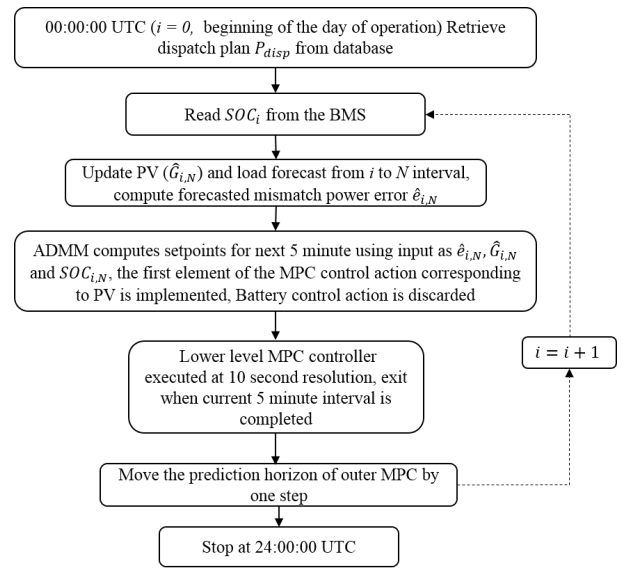 00:00:00 UTC (i = 0, beginning of the day of operation) Retrieve
dispatch plan P_disp from database
Read SOC_i from the BMS
Update PV (Ĝ_i,N) and load forecast from i to N interval,
compute forecasted mismatch power error ê_i,N
ADMM computes setpoints for next 5 minute using input as ê_i,N, Ĝ_i,N
and SOC_i,N, the first element of the MPC control action corresponding
to PV is implemented, Battery control action is discarded
Lower level MPC controller
executed at 10 second resolution, exit
when current 5 minute interval is
completed
i = i + 1
Move the prediction horizon of outer MPC by
one step
Stop at 24:00:00 UTC